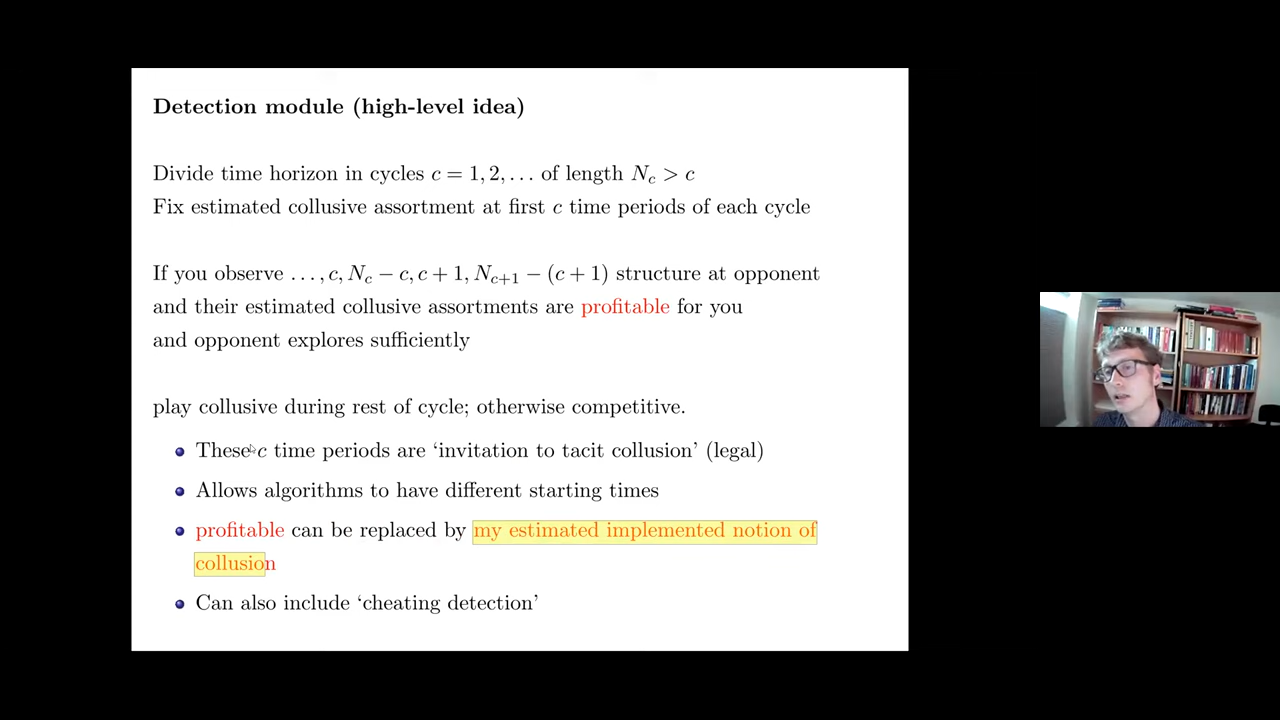 Detection module (high-level idea)
Divide time horizon in cycles c = 1, 2, . . . of length N_c > c
Fix estimated collusive assortment at first c time periods of each cycle
If you observe . . . , c, N_c − c, c + 1, N_{c+1} − (c + 1) structure at opponent
and their estimated collusive assortments are profitable for you
and opponent explores sufficiently
play collusive during rest of cycle; otherwise competitive.
These c time periods are ‘invitation to tacit collusion’ (legal)
Allows algorithms to have different starting times
profitable can be replaced by my estimated implemented notion of
collusion
Can also include ‘cheating detection’